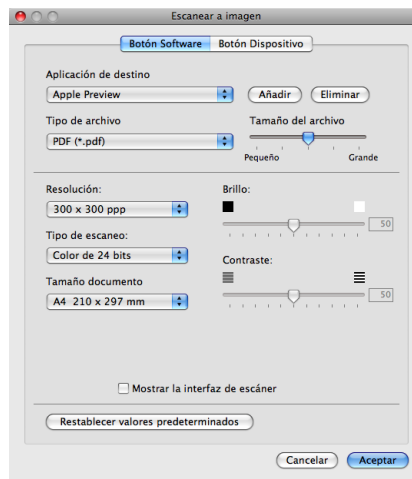 Escanear a imagen
Botón Software Botón Dispositivo
Aplicación de destino
Apple Preview Añadir Eliminar
Tipo de archivo Tamaño del archivo
PDF (*.pdf)
Pequeño Grande
Resolución: Brillo:
300 x 300 ppp
50
Tipo de escaneo:
Color de 24 bits
Contraste:
Tamaño documento
A4 210 x 297 mm 50
Mostrar la interfaz de escáner
Restablecer valores predeterminados
Cancelar Aceptar